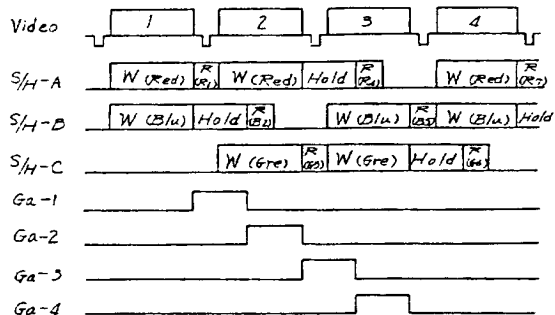 Video 1 2 3 4
S/H-A W (Red) R (R1) W (Red) Hold R (R4) W (Red) R (R7)
S/H-B W (Blu) Hold R (B2) W (Blu) R (B5) W (Blu) Hold
S/H-C W (Gre) R (G3) W (Gre) Hold R (G6)
Ga-1
Ga-2
Ga-3
Ga-4